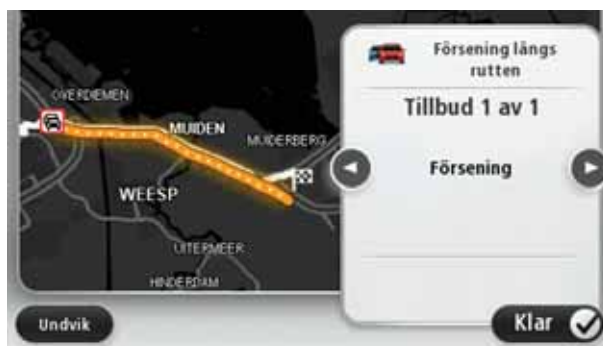 Försening längs
rutten
Tillbud 1 av 1
Försening
OVERDIEMEN
MUIDEN
MUIDERBERG
WEESP
UITERMEER
HINDERDAM
Undvik
Klar